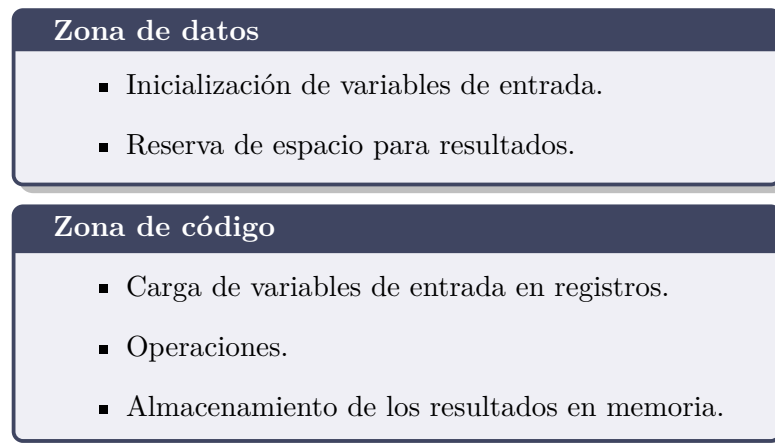 Zona de datos
▪ Inicialización de variables de entrada.
▪ Reserva de espacio para resultados.
Zona de código
▪ Carga de variables de entrada en registros.
▪ Operaciones.
▪ Almacenamiento de los resultados en memoria.